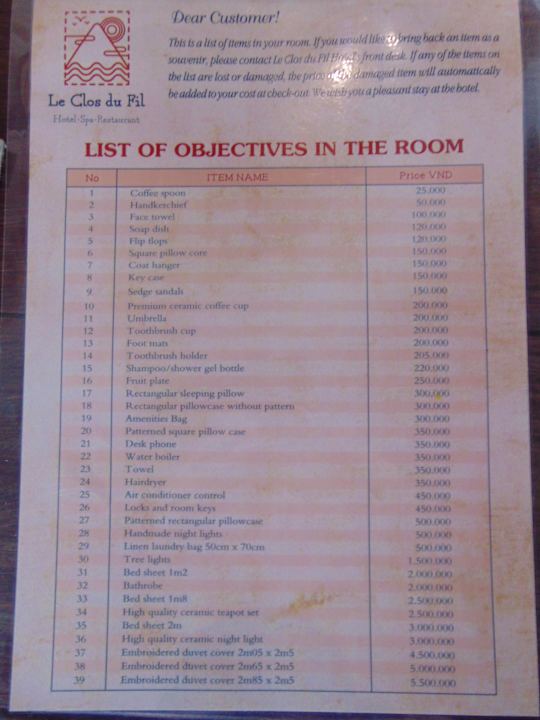 Le Clos du Fil
Hotel-Spa-Restaurant
Dear Customer!
This is a list of items in your room. If you would like to bring back an item as a
souvenir, please contact Le Clos du Fil Hotel's front desk. If any of the items on
the list are lost or damaged, the price of the damaged item will automatically
be added to your cost at check-out. We wish you a pleasant stay at the hotel.
LIST OF OBJECTIVES IN THE ROOM
No ITEM NAME Price VND
1 Coffee spoon 25.000
2 Handkerchief 50.000
3 Face towel 100.000
4 Soap dish 120.000
5 Flip flops 120.000
6 Square pillow core 150.000
7 Coat hanger 150.000
8 Key case 150.000
9 Sedge sandals 150.000
10 Premium ceramic coffee cup 200.000
11 Umbrella 200.000
12 Toothbrush cup 200.000
13 Foot mats 200.000
14 Toothbrush holder 205.000
15 Shampoo/shower gel bottle 220.000
16 Fruit plate 250.000
17 Rectangular sleeping pillow 300.000
18 Rectangular pillowcase without pattern 300.000
19 Amenities Bag 300.000
20 Patterned square pillow case 350.000
21 Desk phone 350.000
22 Water boiler 350.000
23 Towel 350.000
24 Hairdryer 350.000
25 Air conditioner control 450.000
26 Locks and room keys 450.000
27 Patterned rectangular pillowcase 500.000
28 Handmade night lights 500.000
29 Linen laundry bag 50cm x 70cm 500.000
30 Tree lights 1.500.000
31 Bed sheet 1m2 2.000.000
32 Bathrobe 2.000.000
33 Bed sheet 1m8 2.500.000
34 High quality ceramic teapot set 2.500.000
35 Bed sheet 2m 3.000.000
36 High quality ceramic night light 3.000.000
37 Embroidered duvet cover 2m05 x 2m5 4.500.000
38 Embroidered duvet cover 2m65 x 2m5 5.000.000
39 Embroidered duvet cover 2m85 x 2m5 5.500.000